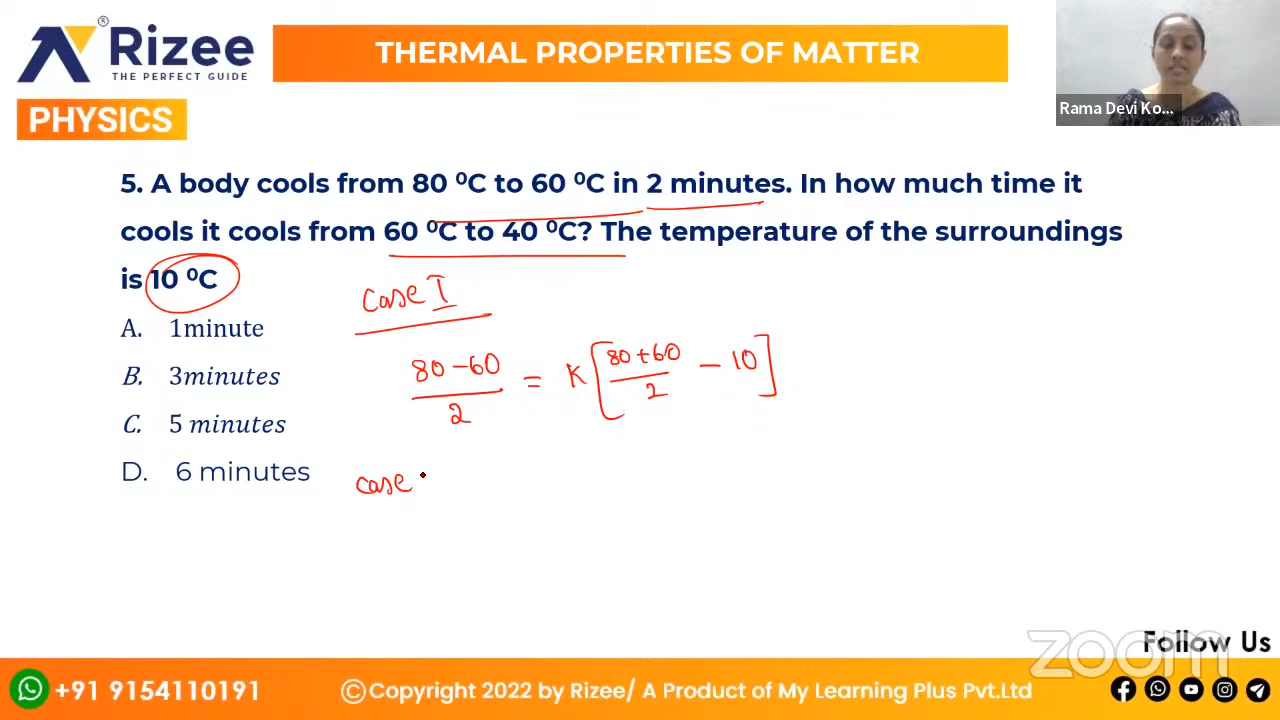 Rizee®
THE PERFECT GUIDE
THERMAL PROPERTIES OF MATTER
Rama Devi Ko...
PHYSICS
5. A body cools from 80 ⁰C to 60 ⁰C in 2 minutes. In how much time it
cools it cools from 60 ⁰C to 40 ⁰C? The temperature of the surroundings
is 10 ⁰C
A. 1minute
B. 3minutes
C. 5 minutes
D. 6 minutes
case I
80-60/2 = K[80+60/2 - 10]
case
Follow Us
zoom
+91 9154110191
©Copyright 2022 by Rizee/ A Product of My Learning Plus Pvt.Ltd